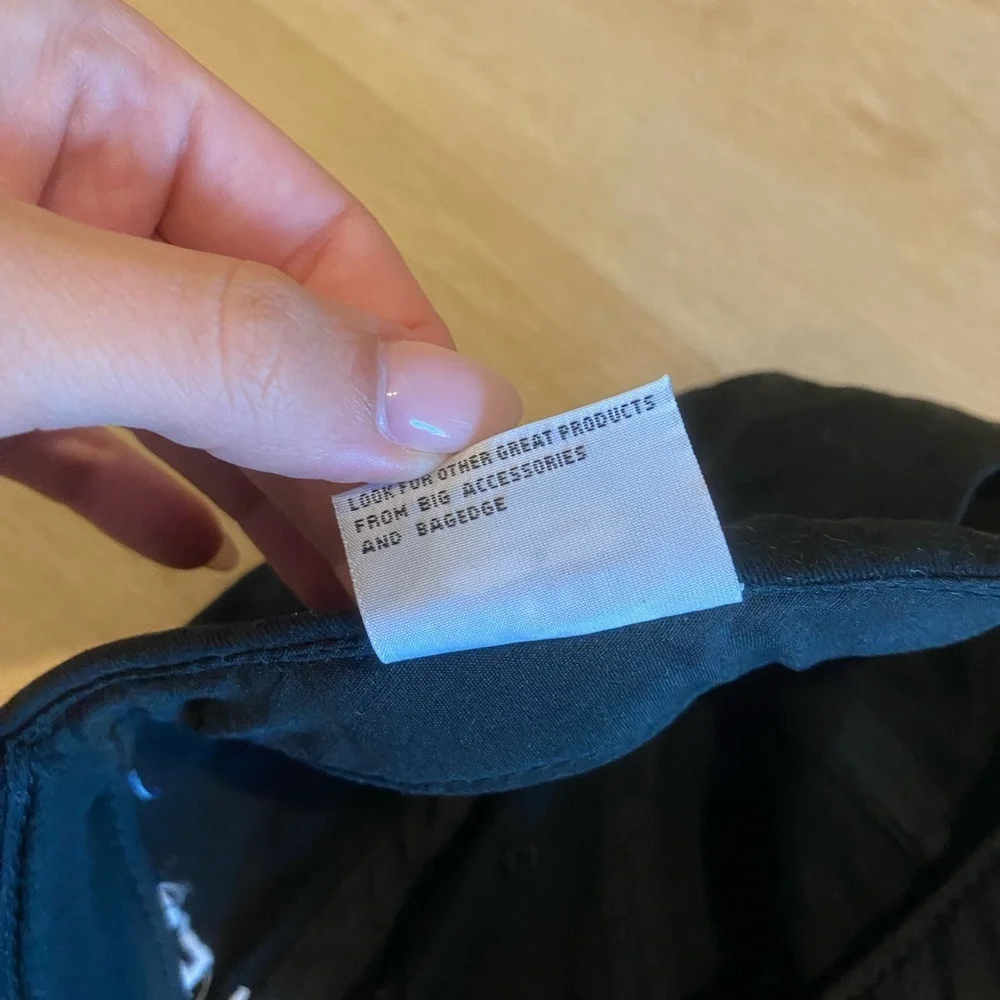 LOOK FOR OTHER GREAT PRODUCTS
FROM BIG ACCESSORIES
AND BAGEDGE